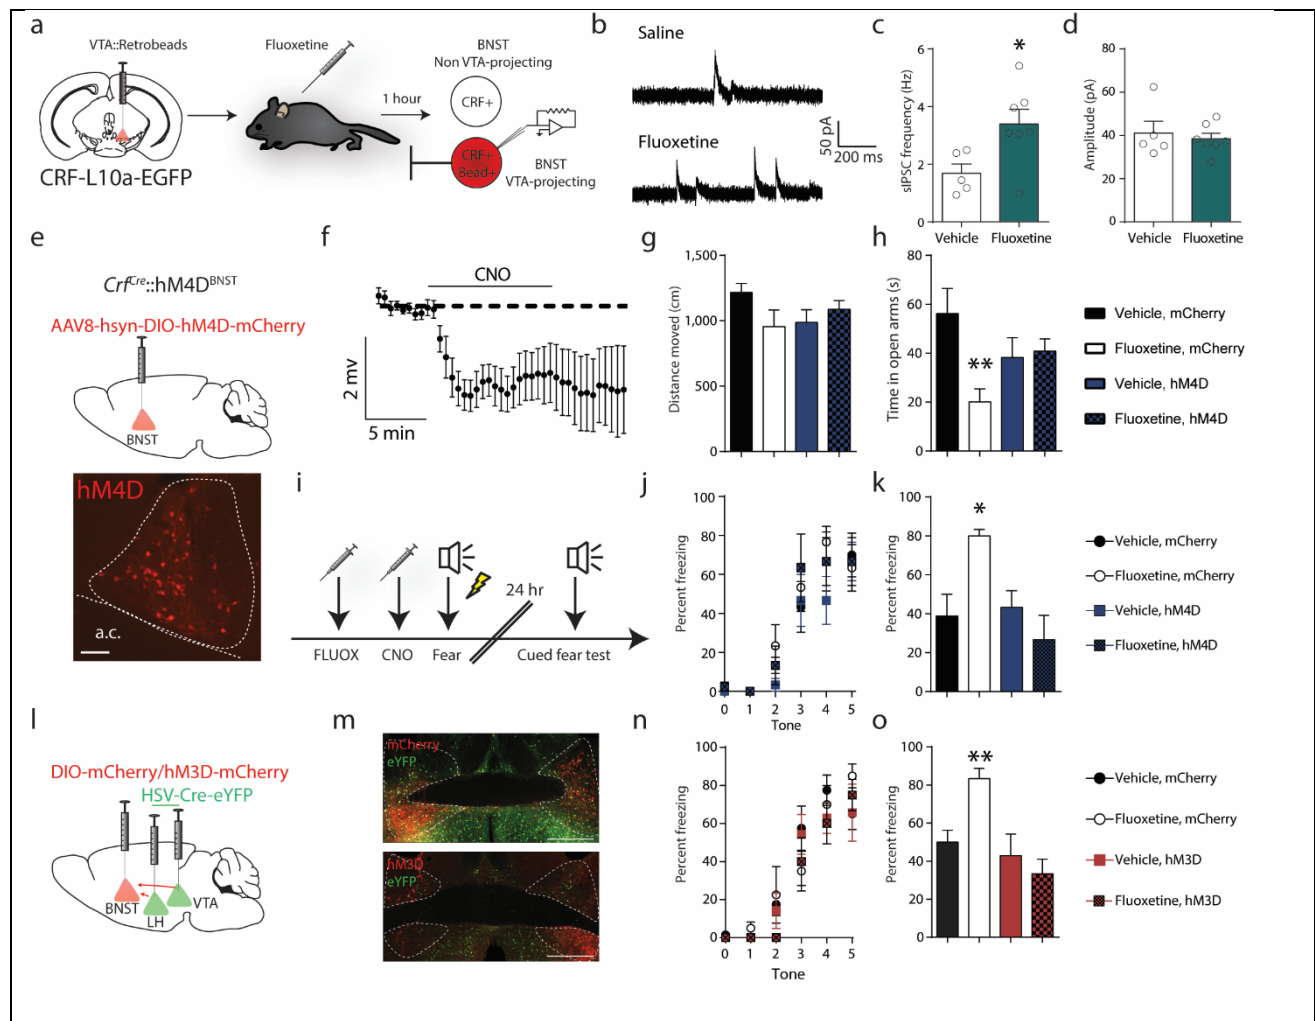 a
VTA::Retrobeads
CRF-L10a-EGFP
Fluoxetine
1 hour
BNST
Non VTA-projecting
CRF+
CRF+
Bead+
BNST
VTA-projecting
b
Saline
Fluoxetine
50 pA
200 ms
c
sIPSC frequency (Hz)
6
4
2
0
Vehicle
Fluoxetine
*
d
Amplitude (pA)
80
60
40
20
0
Vehicle
Fluoxetine
e
CrfCre::hM4DBNST
AAV8-hsyn-DIO-hM4D-mCherry
BNST
hM4D
a.c.
f
CNO
2 mv
5 min
g
Distance moved (cm)
1,500
1,000
500
0
h
Time in open arms (s)
80
60
40
20
0
**
Vehicle, mCherry
Fluoxetine, mCherry
Vehicle, hM4D
Fluoxetine, hM4D
i
24 hr
FLUOX
CNO
Fear
Cued fear test
j
Percent freezing
100
80
60
40
20
0
0 1 2 3 4 5
Tone
k
Percent freezing
100
80
60
40
20
0
*
Vehicle, mCherry
Fluoxetine, mCherry
Vehicle, hM4D
Fluoxetine, hM4D
l
DIO-mCherry/hM3D-mCherry
HSV-Cre-eYFP
BNST
LH
VTA
m
mCherry
eYFP
hM3D
eYFP
n
Percent freezing
100
80
60
40
20
0
0 1 2 3 4 5
Tone
o
Percent freezing
100
80
60
40
20
0
**
Vehicle, mCherry
Fluoxetine, mCherry
Vehicle, hM3D
Fluoxetine, hM3D